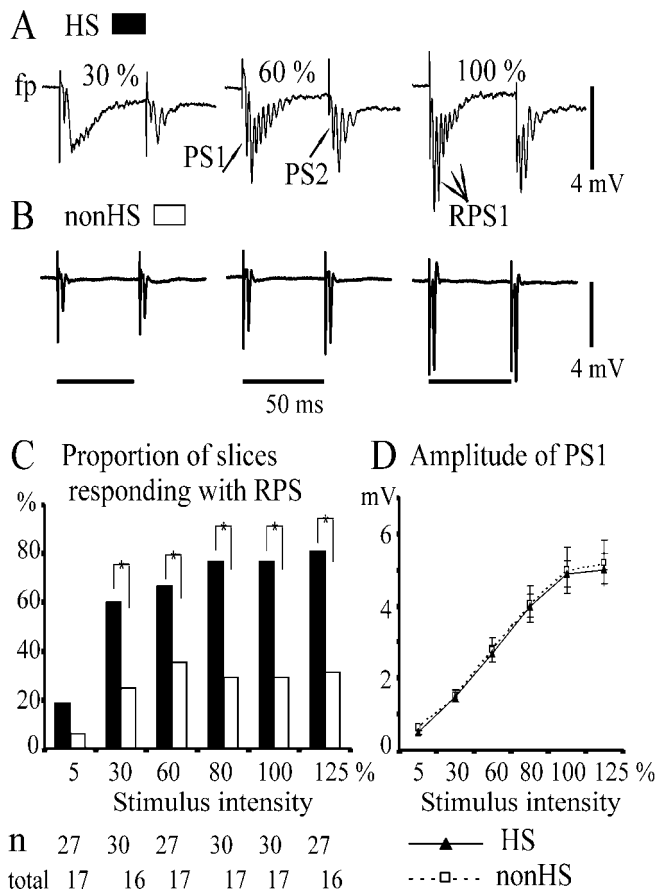 A HS
fp 30 % 60 % 100 %
PS1 PS2 RPS1
4 mV
B nonHS
4 mV
50 ms
C Proportion of slices
responding with RPS
%
80
60
40
20
0
5 30 60 80 100 125 %
Stimulus intensity
n 27 30 27 30 30 27
total 17 16 17 17 17 16
D Amplitude of PS1
mV
6
4
2
0
5 30 60 80 100 125 %
Stimulus intensity
HS
nonHS